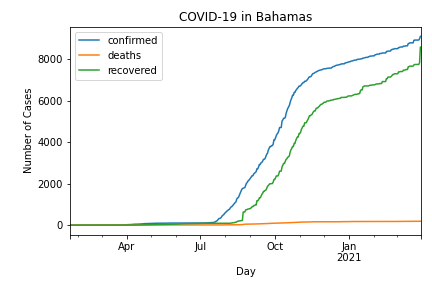 COVID-19 in Bahamas
confirmed
deaths
recovered
Number of Cases
8000
6000
4000
2000
0
Apr
Jul
Oct
Jan
2021
Day